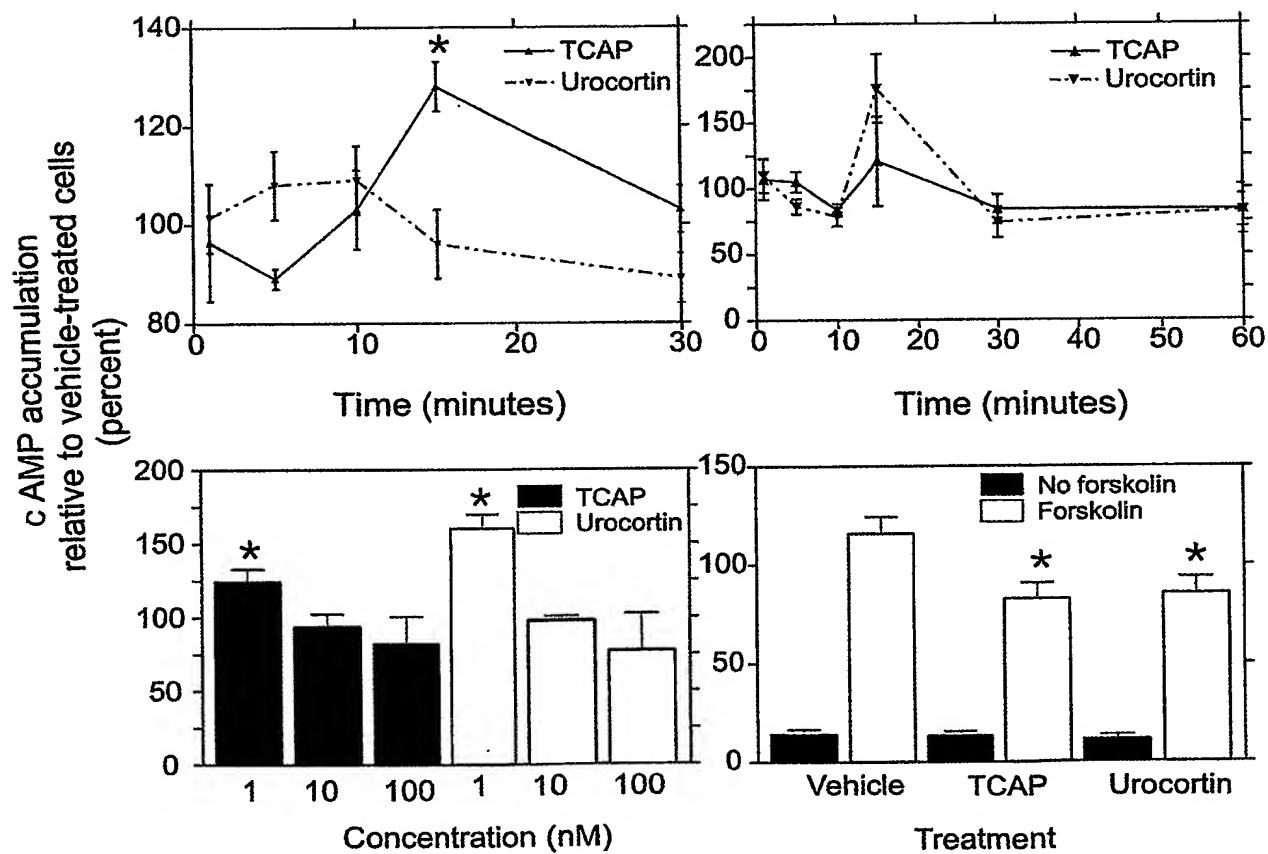 c AMP accumulation
relative to vehicle-treated cells
(percent)
140
120
100
80
* TCAP
Urocortin
0 10 20 30
Time (minutes)
200
150
100
50
0
TCAP
Urocortin
0 10 20 30 40 50 60
Time (minutes)
200
150
100
50
0
TCAP
Urocortin
* *
1 10 100 1 10 100
Concentration (nM)
150
100
50
0
No forskolin
Forskolin
* *
Vehicle TCAP Urocortin
Treatment